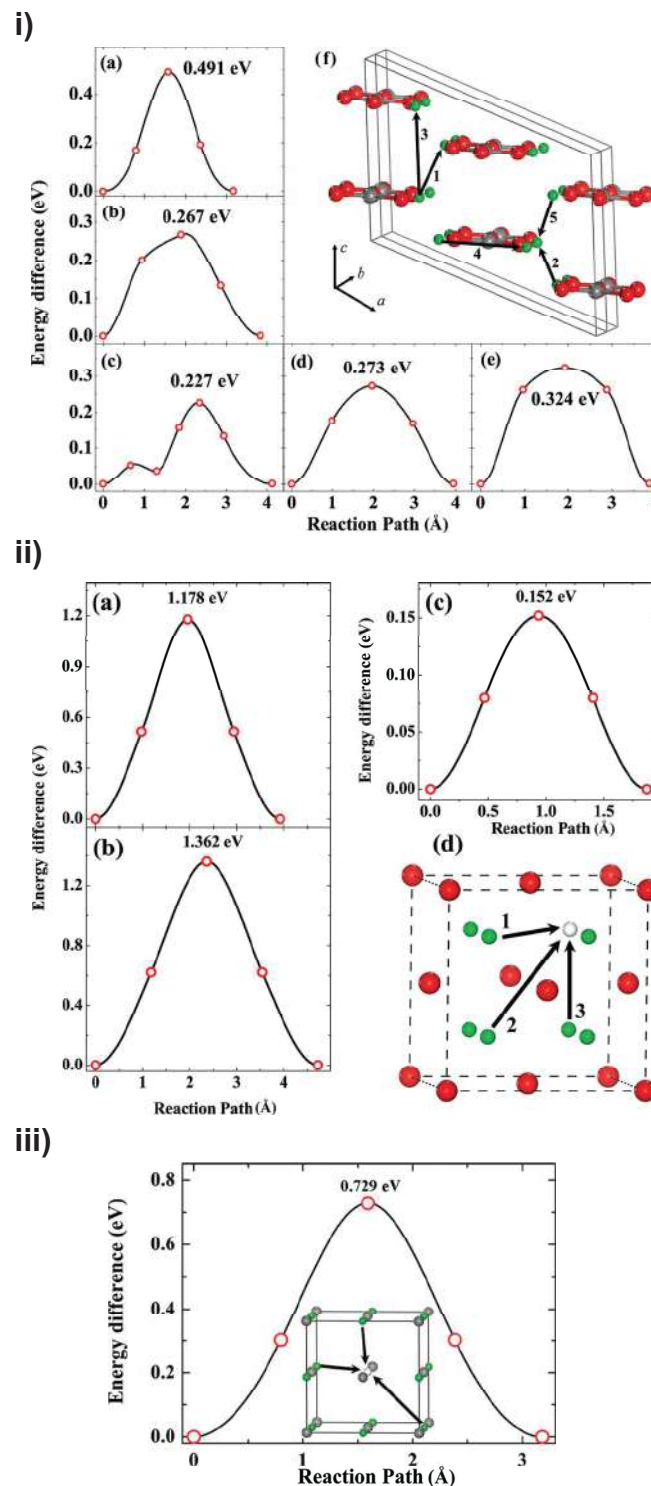 i)
(a)
0.491 eV
0.4
0.2
0.0
(b)
0.267 eV
0.3
0.2
0.1
0.0
Energy difference (eV)
(c)
0.227 eV
0.3
0.2
0.1
0.0
0 1 2 3 4
(d)
0.273 eV
0 1 2 3 4
(e)
0.324 eV
0 1 2 3 4
Reaction Path (Å)
(f)
3
1
5
4
2
c
b
a
ii)
(a)
1.178 eV
1.2
0.9
0.6
0.3
0.0
(b)
1.362 eV
1.2
0.8
0.4
0.0
0 1 2 3 4
Energy difference (eV)
Reaction Path (Å)
(c)
0.152 eV
0.15
0.10
0.05
0.00
0.0 0.5 1.0 1.5
Energy difference (eV)
Reaction Path (Å)
(d)
1
2
3
iii)
0.729 eV
0.8
0.6
0.4
0.2
0.0
0 1 2 3
Energy difference (eV)
Reaction Path (Å)